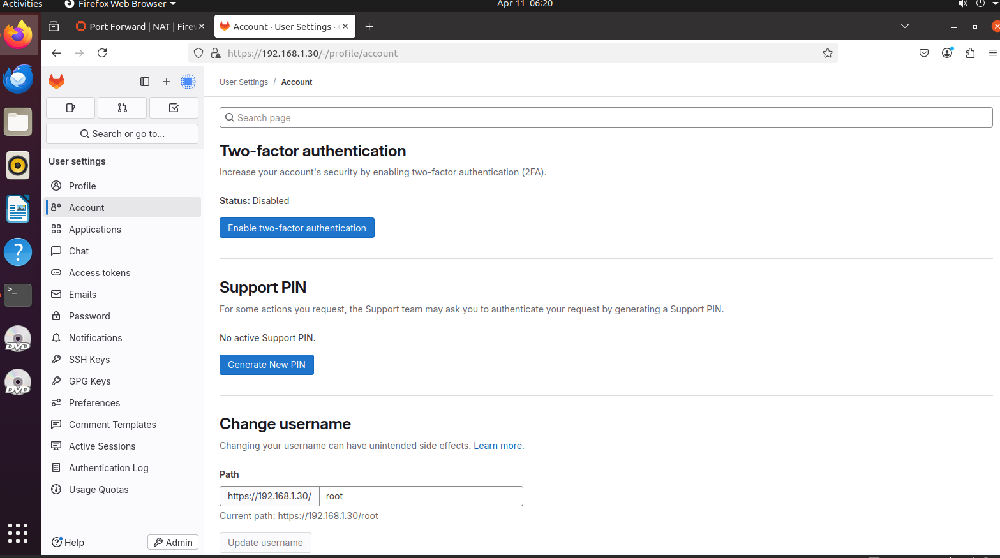 Activities
Firefox Web Browser
Apr 11 06:20
Port Forward | NAT | Firew
Account · User Settings ·
https://192.168.1.30/-/profile/account
User Settings / Account
Search page
Search or go to...
User settings
Profile
Account
Applications
Chat
Access tokens
Emails
Password
Notifications
SSH Keys
GPG Keys
Preferences
Comment Templates
Active Sessions
Authentication Log
Usage Quotas
Help
Admin
Two-factor authentication
Increase your account's security by enabling two-factor authentication (2FA).
Status: Disabled
Enable two-factor authentication
Support PIN
For some actions you request, the Support team may ask you to authenticate your request by generating a Support PIN.
No active Support PIN.
Generate New PIN
Change username
Changing your username can have unintended side effects. Learn more.
Path
https://192.168.1.30/ root
Current path: https://192.168.1.30/root
Update username
DVD
DVD